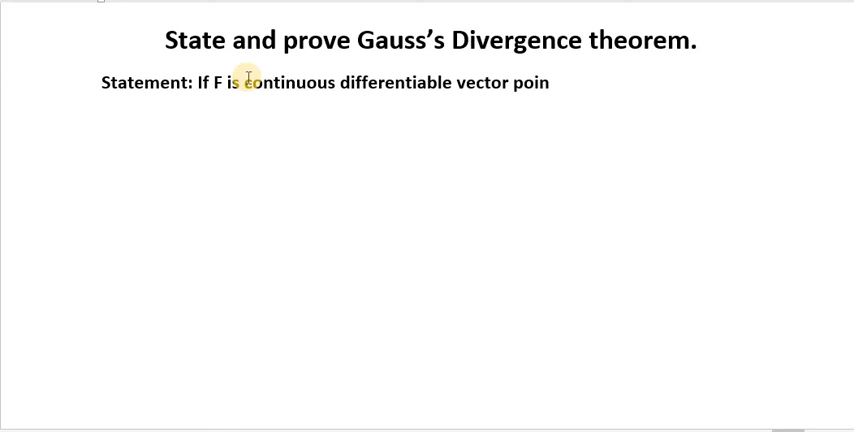 State and prove Gauss’s Divergence theorem.
Statement: If F is continuous differentiable vector poin